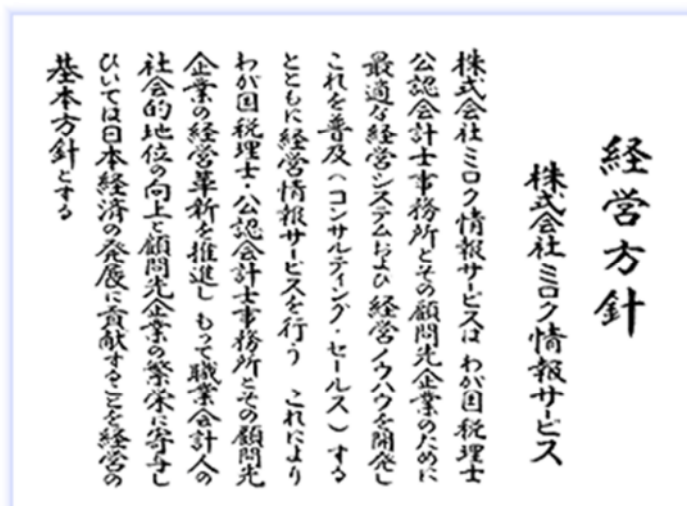 経営方針
株式会社ミロク情報サービス
株式会社ミロク情報サービスは わが国税理士
公認会計士事務所とその顧問先企業のために
最適な経営システムおよび経営ノウハウを開発し
これを普及(コンサルティング・セールス)する
とともに経営情報サービスを行う これにより
わが国税理士・公認会計士事務所とその顧問先
企業の経営革新を推進し もって職業会計人の
社会的地位の向上と顧問先企業の繁栄に寄与し
ひいては日本経済の発展に貢献することを経営の
基本方針とする